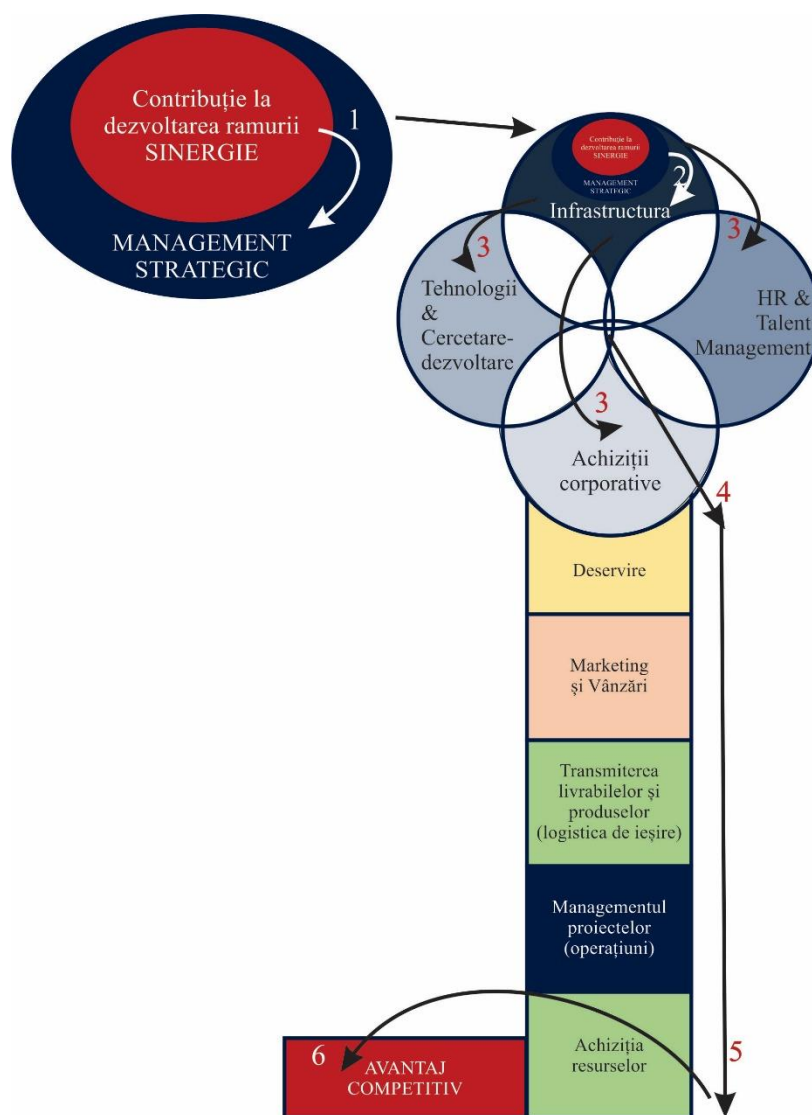 Contribuție la
dezvoltarea ramurii
SINERGIE
1
MANAGEMENT
STRATEGIC
Contribuție la
dezvoltarea ramurii
SINERGIE
MANAGEMENT
STRATEGIC
2
Infrastructura
3
3
Tehnologii
&
Cercetare-
dezvoltare
HR &
Talent
Management
3
Achiziții
corporative
4
Deservire
Marketing
și Vânzări
Transmiterea
livrabilelor și
produselor
(logistica de ieșire)
Managementul
proiectelor
(operațiuni)
5
6
AVANTAJ
COMPETITIV
Achiziția
resurselor